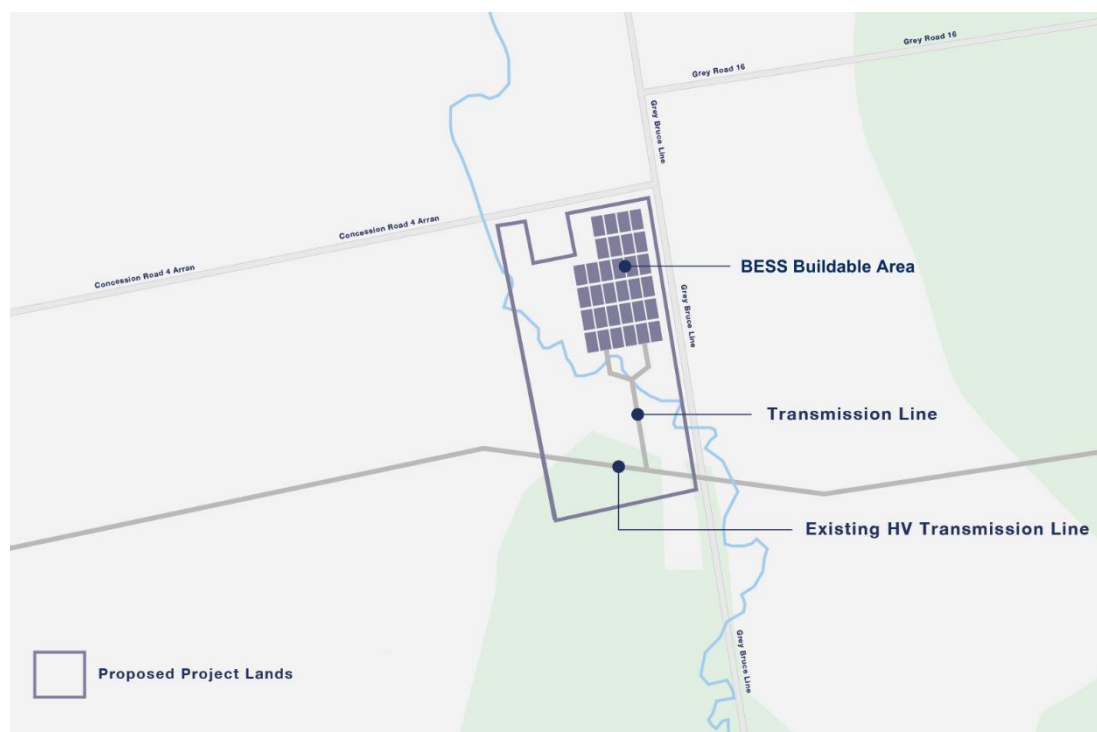 Grey Road 16
Grey Road 16
Grey Bruce Line
Concession Road 4 Arran
Concession Road 4 Arran
BESS Buildable Area
Grey Bruce Line
Transmission Line
Existing HV Transmission Line
Grey Bruce Line
Proposed Project Lands